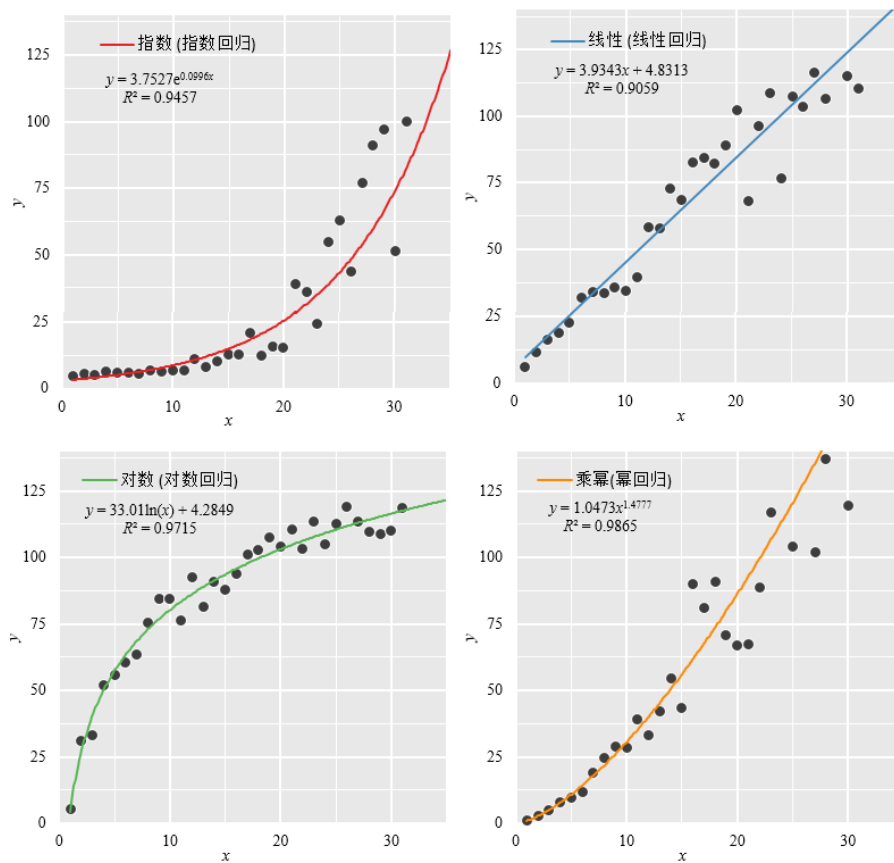 指数 (指数回归)
y = 3.7527e^0.0996x
R² = 0.9457
125
100
75
50
25
0
y
0 10 20 30
x
线性 (线性回归)
y = 3.9343x + 4.8313
R² = 0.9059
125
100
75
50
25
0
y
0 10 20 30
x
对数 (对数回归)
y = 33.01ln(x) + 4.2849
R² = 0.9715
125
100
75
50
25
0
y
0 10 20 30
x
乘幂(幂回归)
y = 1.0473x^1.4777
R² = 0.9865
125
100
75
50
25
0
y
0 10 20 30
x